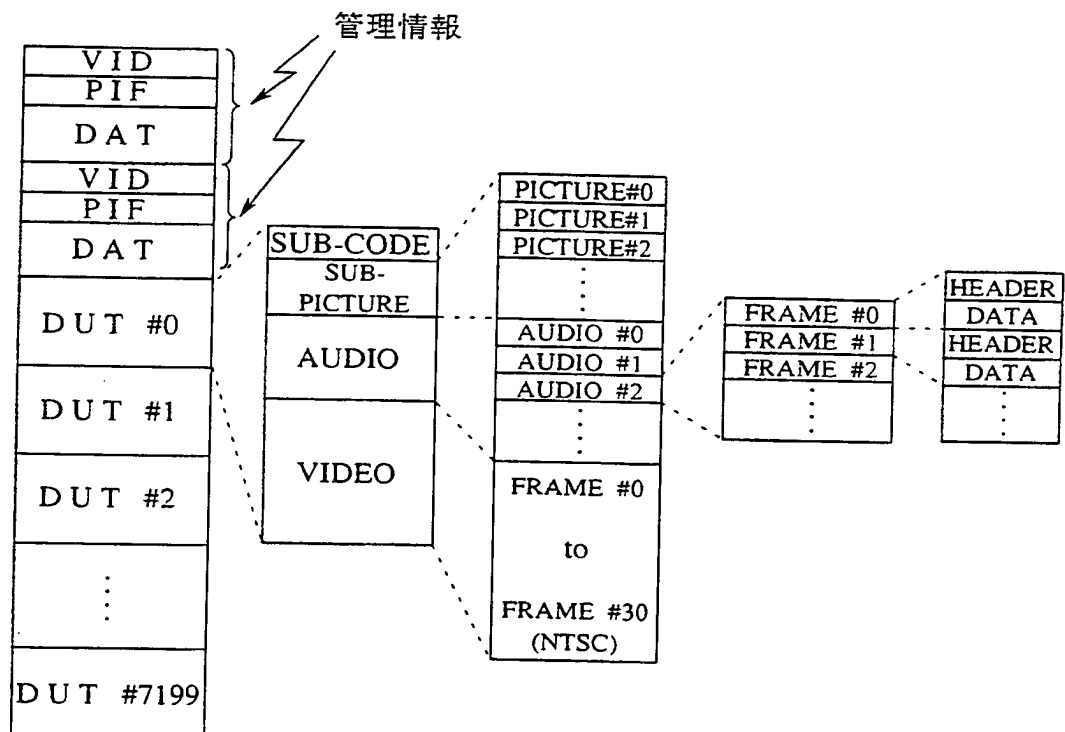 管理情報
VID
PIF
DAT
VID
PIF
DAT
DUT #0
DUT #1
DUT #2
DUT #7199
SUB-CODE
SUB-
PICTURE
AUDIO
VIDEO
PICTURE#0
PICTURE#1
PICTURE#2
AUDIO #0
AUDIO #1
AUDIO #2
FRAME #0
to
FRAME #30
(NTSC)
FRAME #0
FRAME #1
FRAME #2
HEADER
DATA
HEADER
DATA